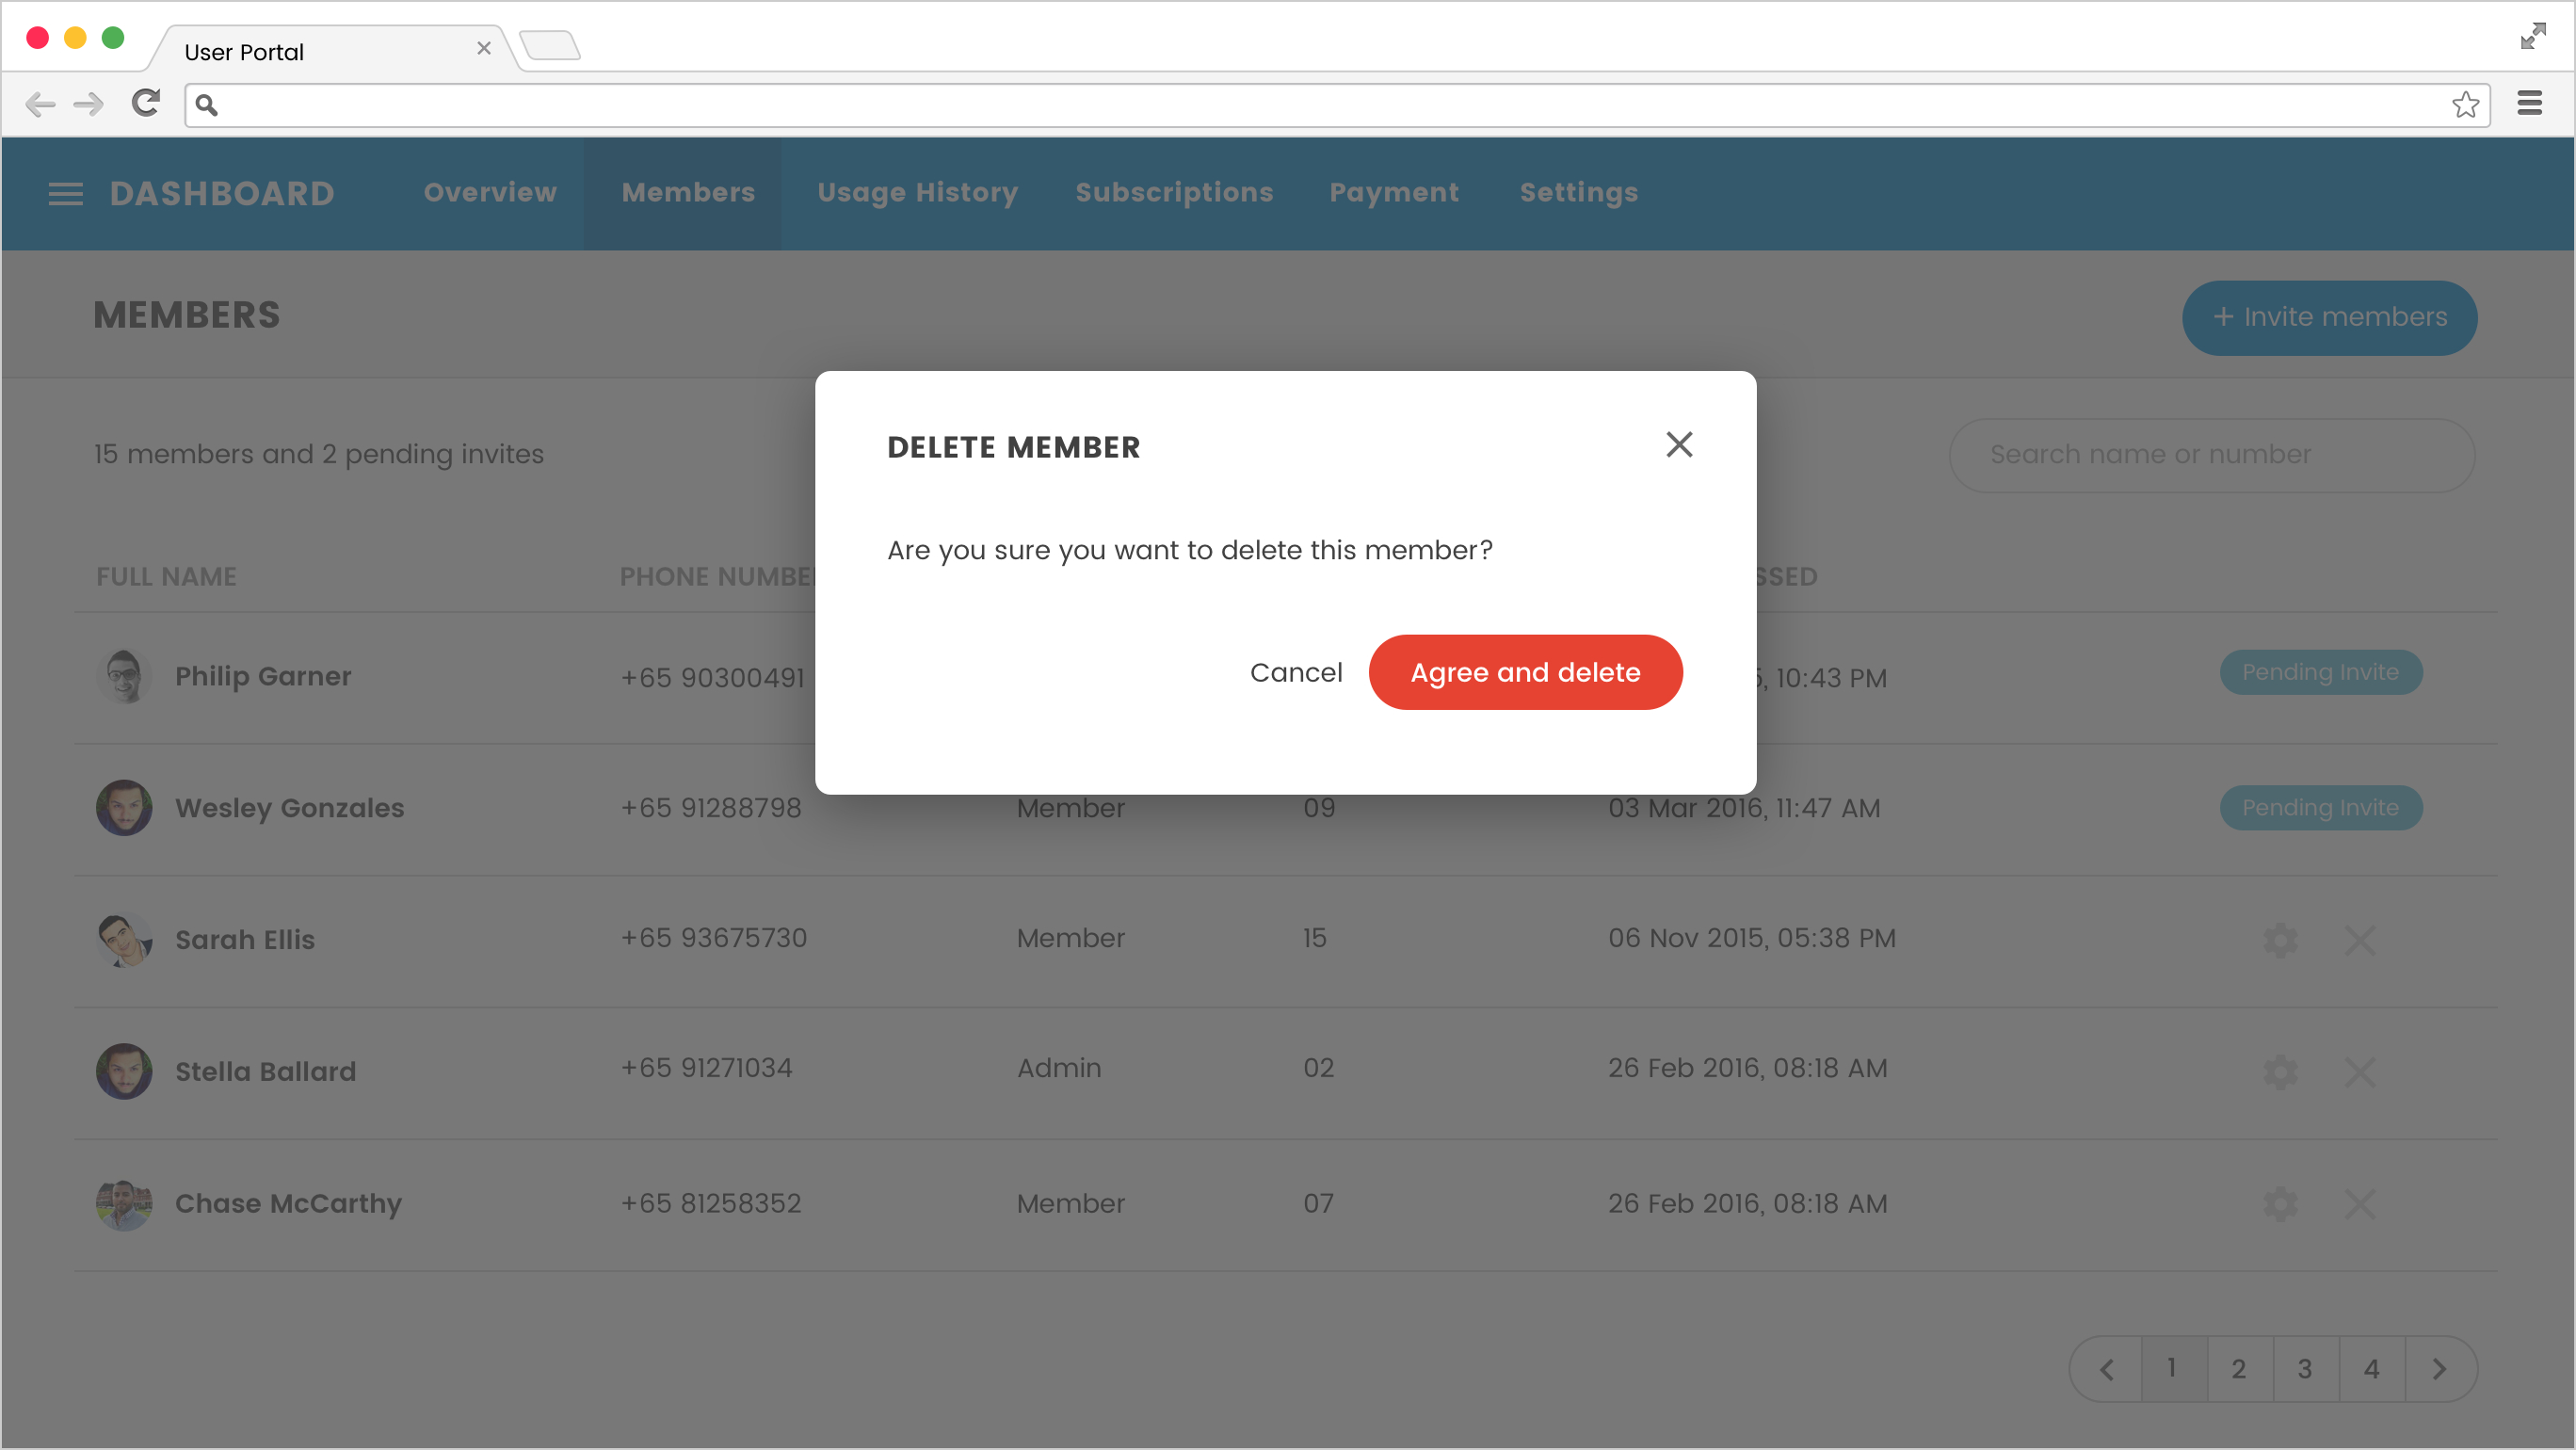 User Portal
DASHBOARD Overview Members Usage History Subscriptions Payment Settings
MEMBERS + Invite members
15 members and 2 pending invites Search name or number
DELETE MEMBER
Are you sure you want to delete this member?
Cancel Agree and delete
FULL NAME PHONE
Philip Garner +65 90300491 10:43 PM Pending Invite
Wesley Gonzales +65 91288798 Member 09 03 Mar 2016, 11:47 AM Pending Invite
Sarah Ellis +65 93675730 Member 15 06 Nov 2015, 05:38 PM
Stella Ballard +65 91271034 Admin 02 26 Feb 2016, 08:18 AM
Chase McCarthy +65 81258352 Member 07 26 Feb 2016, 08:18 AM
1 2 3 4